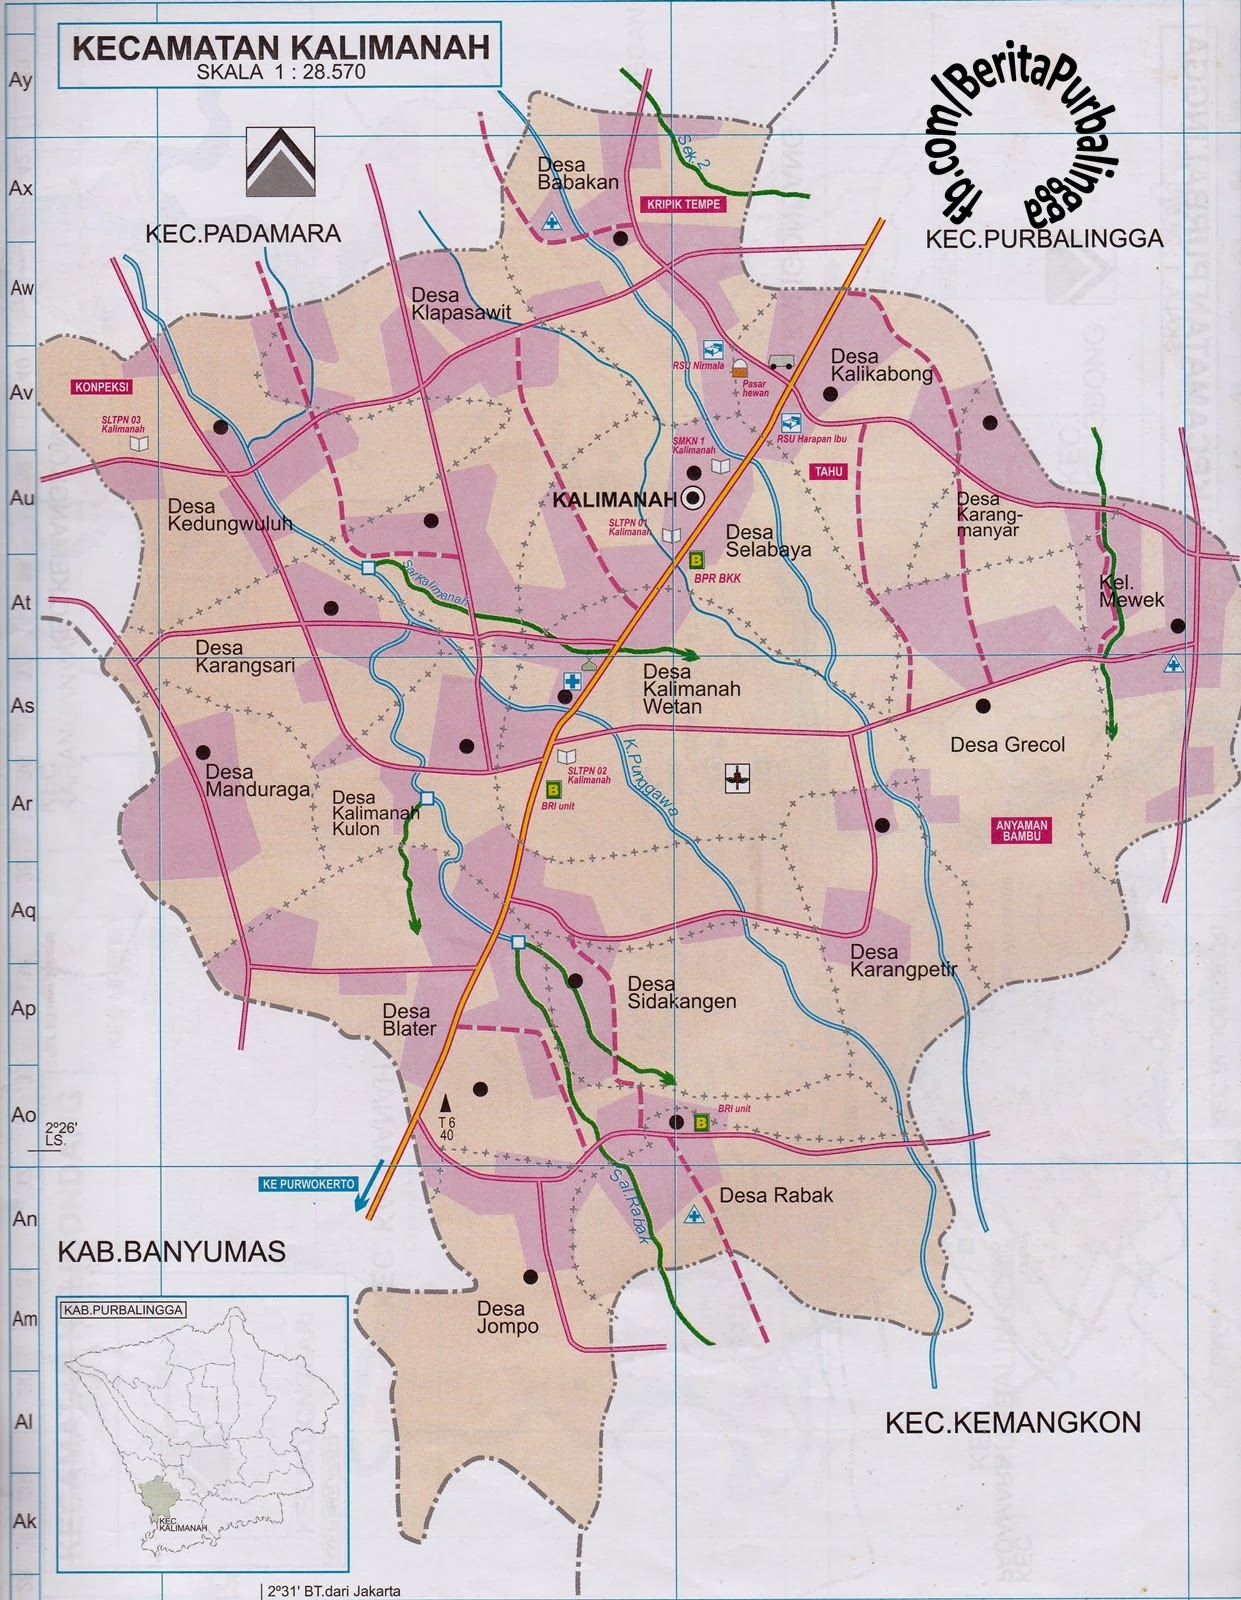 KECAMATAN KALIMANAH
SKALA 1 : 28.570
fb.com/BeritaPurbalinggaggg
KEC.PADAMARA
KEC.PURBALINGGA
Ay
Ax
Aw
Av
Au
At
As
Ar
Aq
Ap
Ao
An
Am
Al
Ak
Sek.2
Desa
Babakan
KRIPIK TEMPE
Desa
Klapasawit
KONPEKSI
SLTPN 03
Kalimanah
RSU Nirmala
Pasar
hewan
Desa
Kalikabong
RSU Harapan Ibu
SMKN 1
Kalimanah
TAHU
KALIMANAH
SLTPN 01
Kalimanah
Desa
Kedungwuluh
Desa
Selabaya
Desa
Karang-
manyar
BPR BKK
B
Sal.Kalimanah
Kel.
Mewek
Desa
Karangsari
Desa
Kalimanah
Wetan
Desa Grecol
Desa
Manduraga
Desa
Kalimanah
Kulon
SLTPN 02
Kalimanah
B
BRI unit
K.Punggawa
ANYAMAN
BAMBU
Desa
Karangpetir
Desa
Sidakangen
Desa
Blater
T 6
40
BRI unit
B
2°26'
LS.
KE PURWOKERTO
Sal.Rabak
Desa Rabak
KAB.BANYUMAS
Desa
Jompo
KEC.KEMANGKON
KAB.PURBALINGGA
KEC.
KALIMANAH
2°31' BT.dari Jakarta